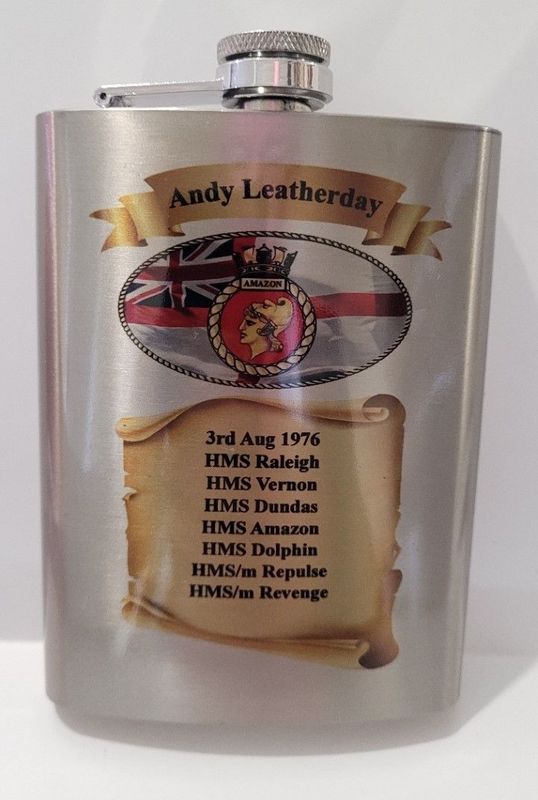 Andy Leatherday
AMAZON
3rd Aug 1976
HMS Raleigh
HMS Vernon
HMS Dundas
HMS Amazon
HMS Dolphin
HMS/m Repulse
HMS/m Revenge